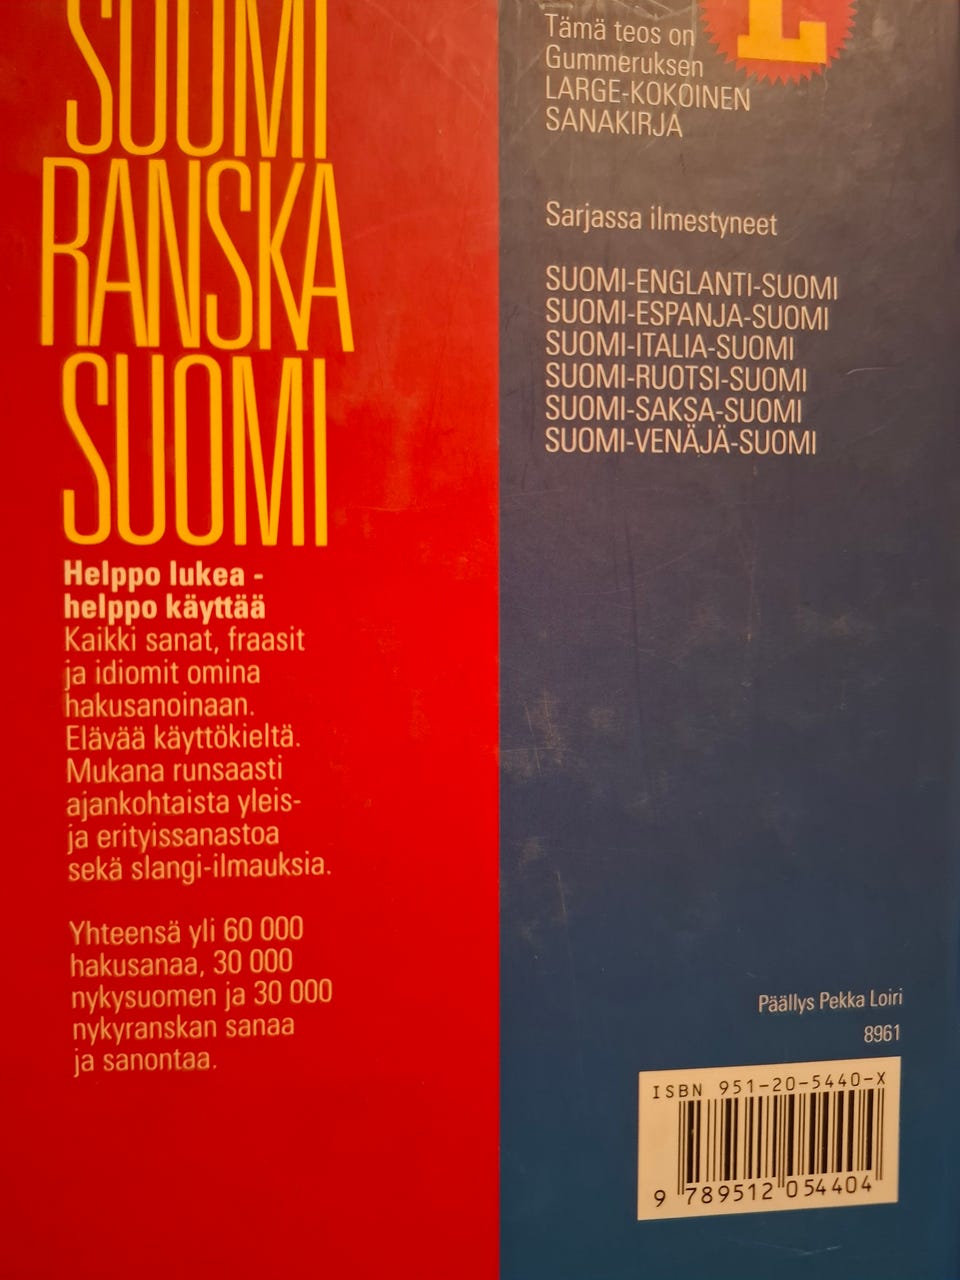 SUOMI
RANSKA
SUOMI
Helppo lukea -
helppo käyttää
Kaikki sanat, fraasit
ja idiomit omina
hakusanoinaan.
Elävää käyttökieltä.
Mukana runsaasti
ajankohtaista yleis-
ja erityissanastoa
sekä slangi-ilmauksia.
Yhteensä yli 60 000
hakusanaa, 30 000
nykysuomen ja 30 000
nykyranskan sanaa
ja sanontaa.
L
Tämä teos on
Gummeruksen
LARGE-KOKOINEN
SANAKIRJA
Sarjassa ilmestyneet
SUOMI-ENGLANTI-SUOMI
SUOMI-ESPANJA-SUOMI
SUOMI-ITALIA-SUOMI
SUOMI-RUOTSI-SUOMI
SUOMI-SAKSA-SUOMI
SUOMI-VENÄJÄ-SUOMI
Päällys Pekka Loiri
8961
ISBN 951-20-5440-X
9 789512 054404